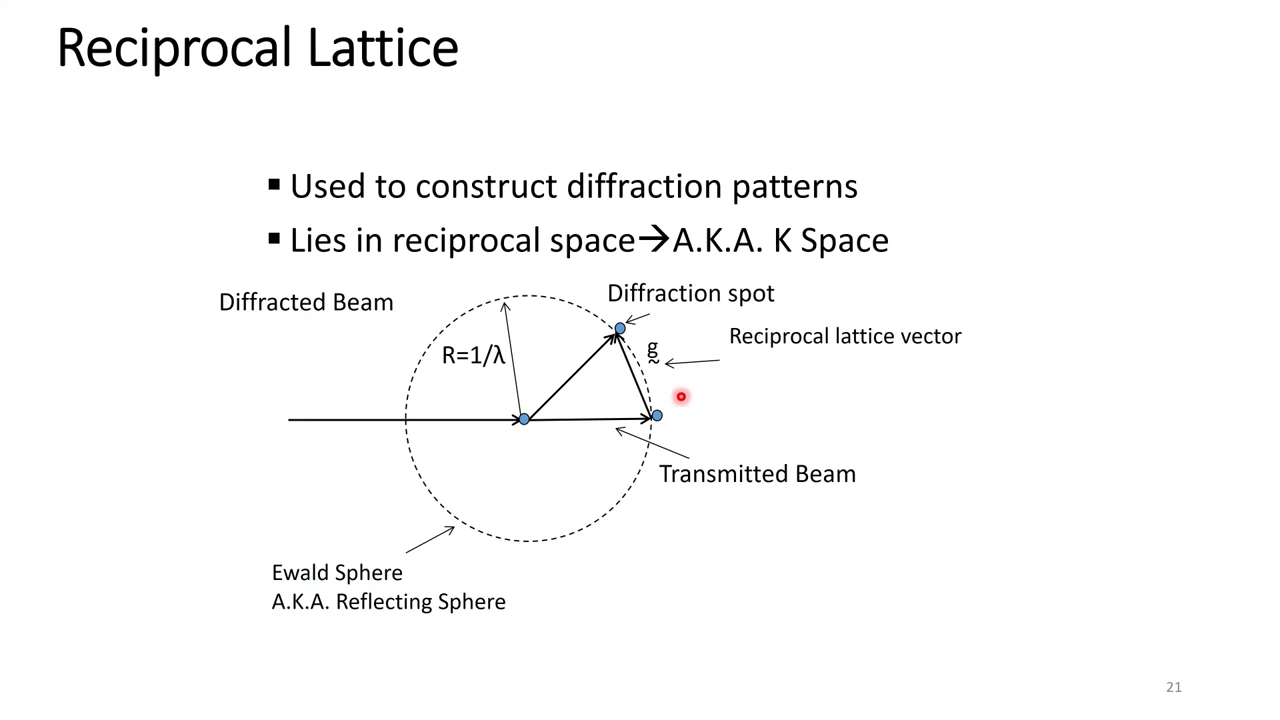 Reciprocal Lattice
▪ Used to construct diffraction patterns
▪ Lies in reciprocal space→A.K.A. K Space
Diffracted Beam
Diffraction spot
Reciprocal lattice vector
R=1/λ
g̰
Transmitted Beam
Ewald Sphere
A.K.A. Reflecting Sphere
21